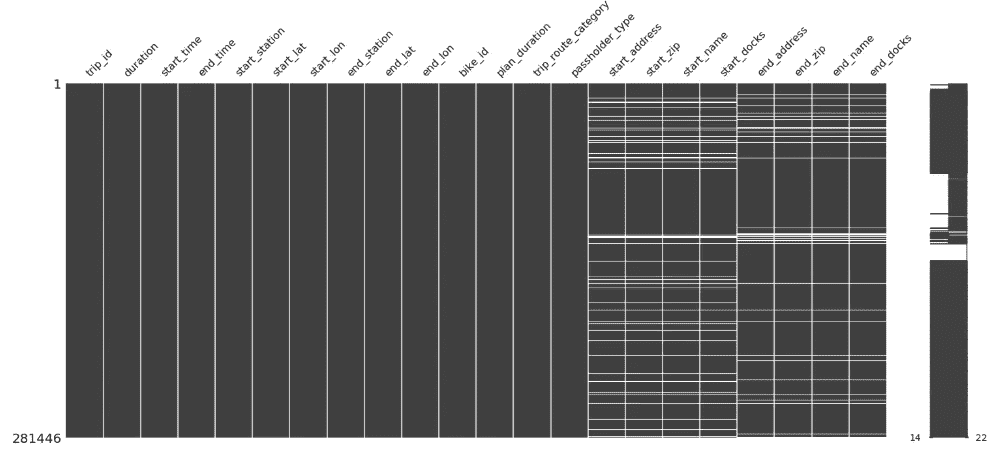 trip_id
duration
start_time
end_time
start_station
start_lat
start_lon
end_station
end_lat
end_lon
bike_id
plan_duration
trip_route_category
passholder_type
start_address
start_zip
start_name
start_docks
end_address
end_zip
end_name
end_docks
1
281446
14
22